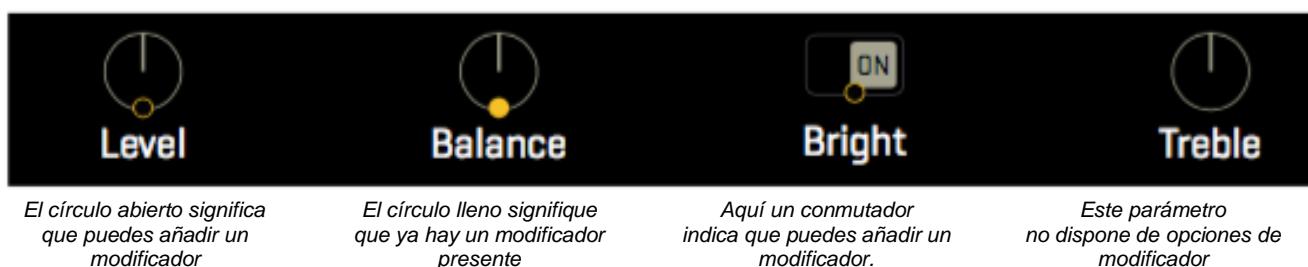 ON
Level
Balance
Bright
Treble
El círculo abierto significa
que puedes añadir un
modificador
El círculo lleno signifique
que ya hay un modificador
presente
Aquí un conmutador
indica que puedes añadir un
modificador.
Este parámetro
no dispone de opciones de
modificador